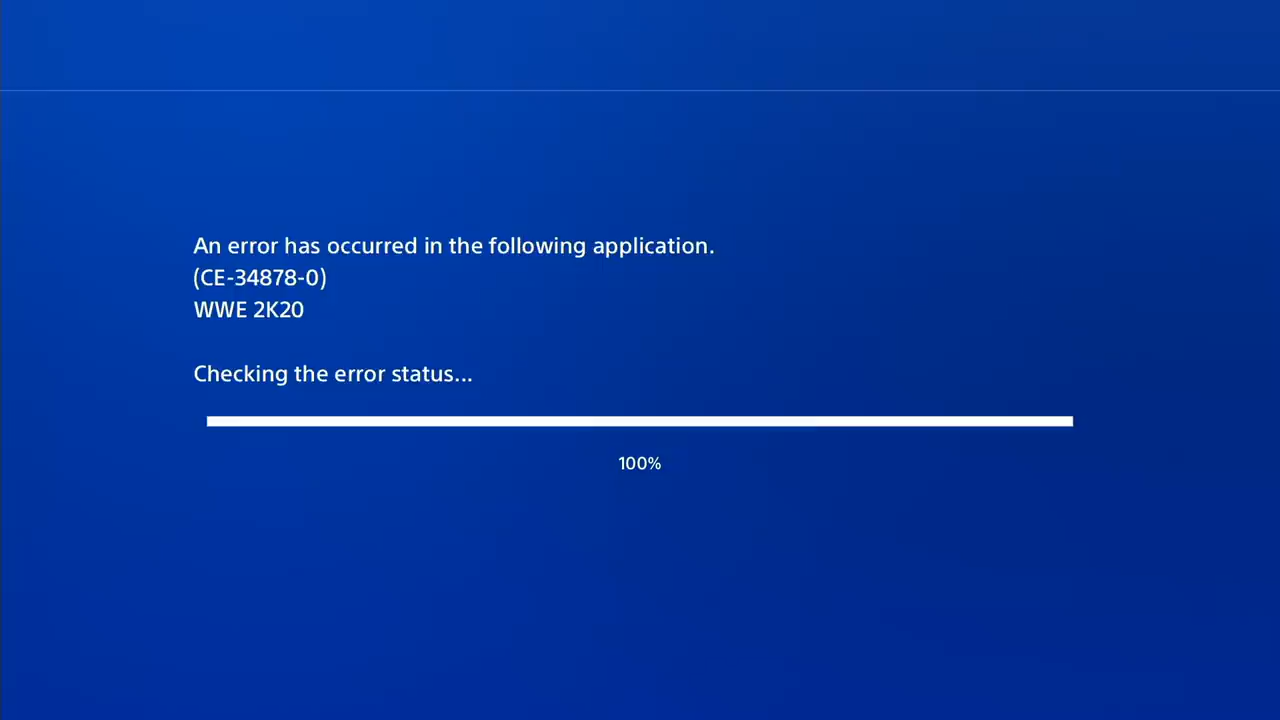 An error has occurred in the following application.
(CE-34878-0)
WWE 2K20
Checking the error status...
100%